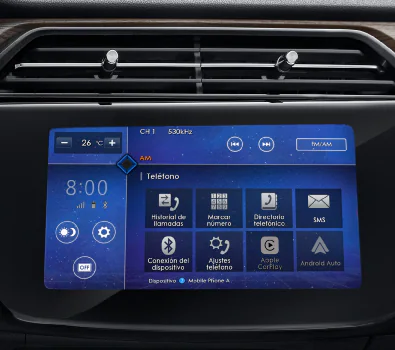 CH 1 530kHz
− 26 °C +
FM/AM
AM
Teléfono
8:00
Historial de
llamadas
Marcar
número
Directorio
telefónico
SMS
OFF
Conexión del
dispositivo
Ajustes
teléfono
Apple
CarPlay
Android Auto
Dispositivo Mobile Phone A